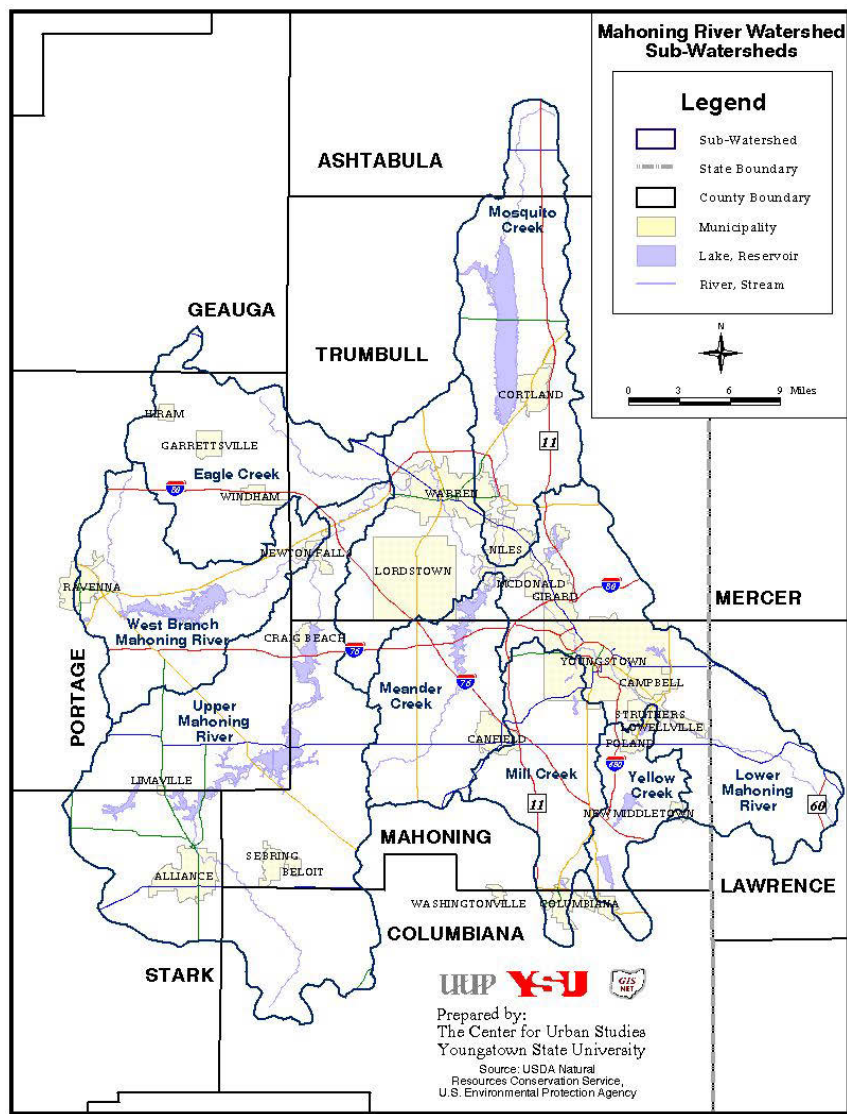 Mahoning River Watershed
Sub-Watersheds
Legend
Sub-Watershed
State Boundary
County Boundary
Municipality
Lake, Reservoir
River, Stream
N
0 3 6 9 Miles
ASHTABULA
Mosquito
Creek
GEAUGA
TRUMBULL
CORTLAND
HIRAM
11
GARRETTSVILLE
Eagle Creek
80
WINDHAM
WARREN
NEWTON FALL
NILES
LORDSTOWN
MCDONALD
GIRARD
80
RAVENNA
MERCER
West Branch
Mahoning River
CRAIG BEACH
76
YOUNGSTOWN
PORTAGE
Meander
Creek
76
CAMPBELL
Upper
Mahoning
River
STRUTHERS
LOWELLVILLE
CANFIELD
POLAND
680
LIMAVILLE
Mill Creek
Yellow
Creek
Lower
Mahoning
River
11
NEW MIDDLETOWN
60
MAHONING
SEBRING
BELOIT
ALLIANCE
LAWRENCE
WASHINGTONVILLE
COLUMBIANA
COLUMBIANA
STARK
UUP YSU GIS
NET
Prepared by:
The Center for Urban Studies
Youngstown State University
Source: USDA Natural
Resources Conservation Service,
U.S. Environmental Protection Agency